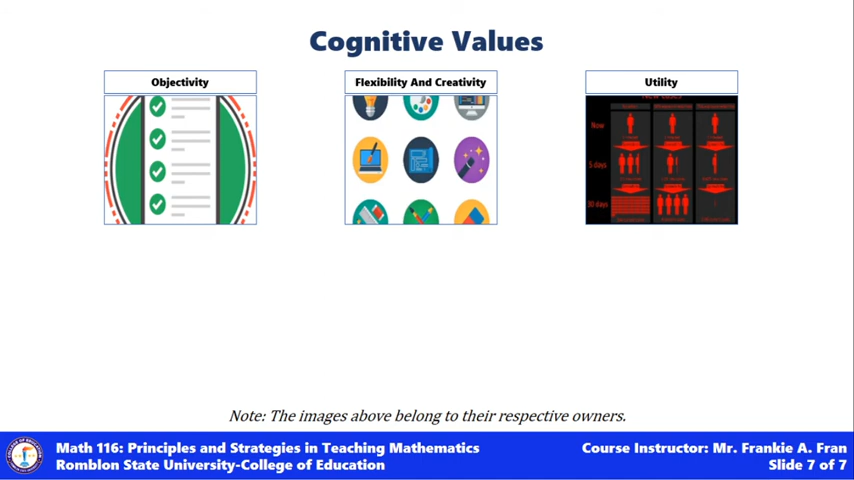 Cognitive Values
Objectivity
Flexibility And Creativity
Utility
Now
5 days
30 days
Note: The images above belong to their respective owners.
Math 116: Principles and Strategies in Teaching Mathematics
Romblon State University-College of Education
Course Instructor: Mr. Frankie A. Fran
Slide 7 of 7